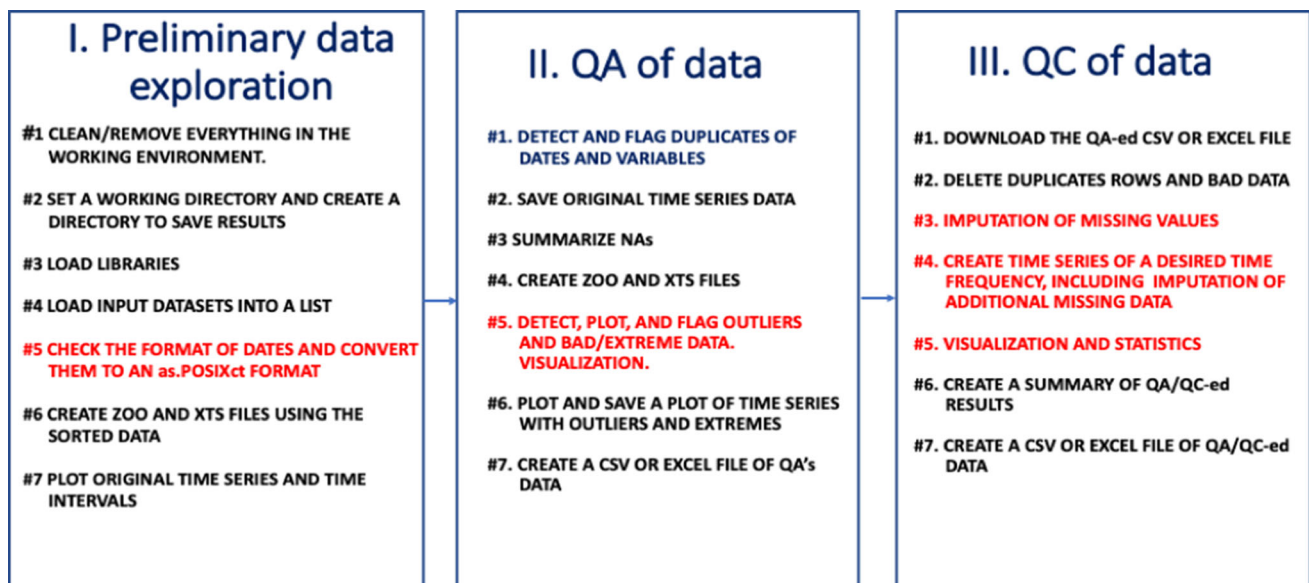 I. Preliminary data
exploration
#1 CLEAN/REMOVE EVERYTHING IN THE
WORKING ENVIRONMENT.
#2 SET A WORKING DIRECTORY AND CREATE A
DIRECTORY TO SAVE RESULTS
#3 LOAD LIBRARIES
#4 LOAD INPUT DATASETS INTO A LIST
#5 CHECK THE FORMAT OF DATES AND CONVERT
THEM TO AN as.POSIXct FORMAT
#6 CREATE ZOO AND XTS FILES USING THE
SORTED DATA
#7 PLOT ORIGINAL TIME SERIES AND TIME
INTERVALS
II. QA of data
#1. DETECT AND FLAG DUPLICATES OF
DATES AND VARIABLES
#2. SAVE ORIGINAL TIME SERIES DATA
#3 SUMMARIZE NAs
#4. CREATE ZOO AND XTS FILES
#5. DETECT, PLOT, AND FLAG OUTLIERS
AND BAD/EXTREME DATA.
VISUALIZATION.
#6. PLOT AND SAVE A PLOT OF TIME SERIES
WITH OUTLIERS AND EXTREMES
#7. CREATE A CSV OR EXCEL FILE OF QA's
DATA
III. QC of data
#1. DOWNLOAD THE QA-ed CSV OR EXCEL FILE
#2. DELETE DUPLICATES ROWS AND BAD DATA
#3. IMPUTATION OF MISSING VALUES
#4. CREATE TIME SERIES OF A DESIRED TIME
FREQUENCY, INCLUDING IMPUTATION OF
ADDITIONAL MISSING DATA
#5. VISUALIZATION AND STATISTICS
#6. CREATE A SUMMARY OF QA/QC-ed
RESULTS
#7. CREATE A CSV OR EXCEL FILE OF QA/QC-ed
DATA